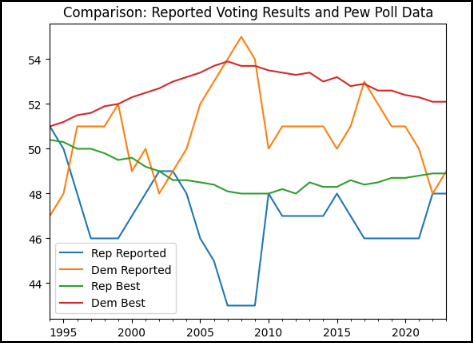 Comparison: Reported Voting Results and Pew Poll Data
54
52
50
48
46
44
Rep Reported
Dem Reported
Rep Best
Dem Best
1995 2000 2005 2010 2015 2020